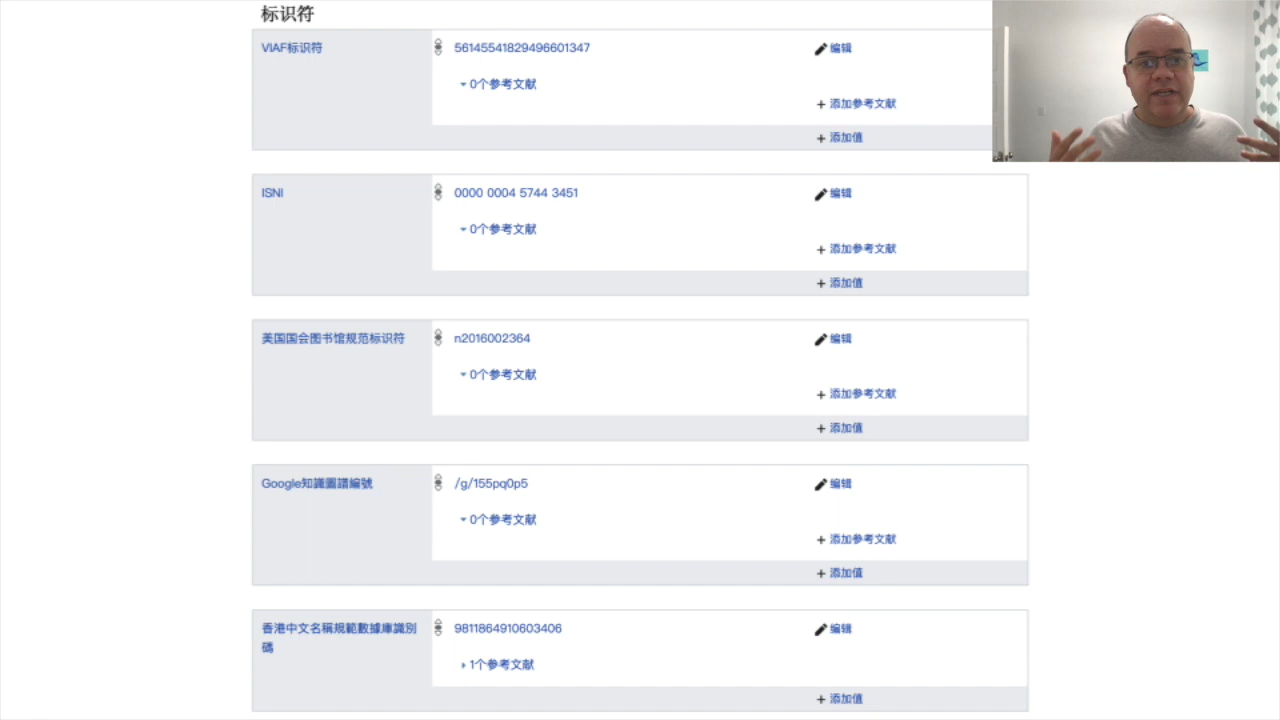 标识符
VIAF标识符
56145541829496601347
编辑
0个参考文献
+ 添加参考文献
+ 添加值
ISNI
0000 0004 5744 3451
编辑
0个参考文献
+ 添加参考文献
+ 添加值
美国国会图书馆规范标识符
n2016002364
编辑
0个参考文献
+ 添加参考文献
+ 添加值
Google知識圖譜編號
/g/155pq0p5
编辑
0个参考文献
+ 添加参考文献
+ 添加值
香港中文名稱規範數據庫識別
碼
9811864910603406
编辑
1个参考文献
+ 添加值